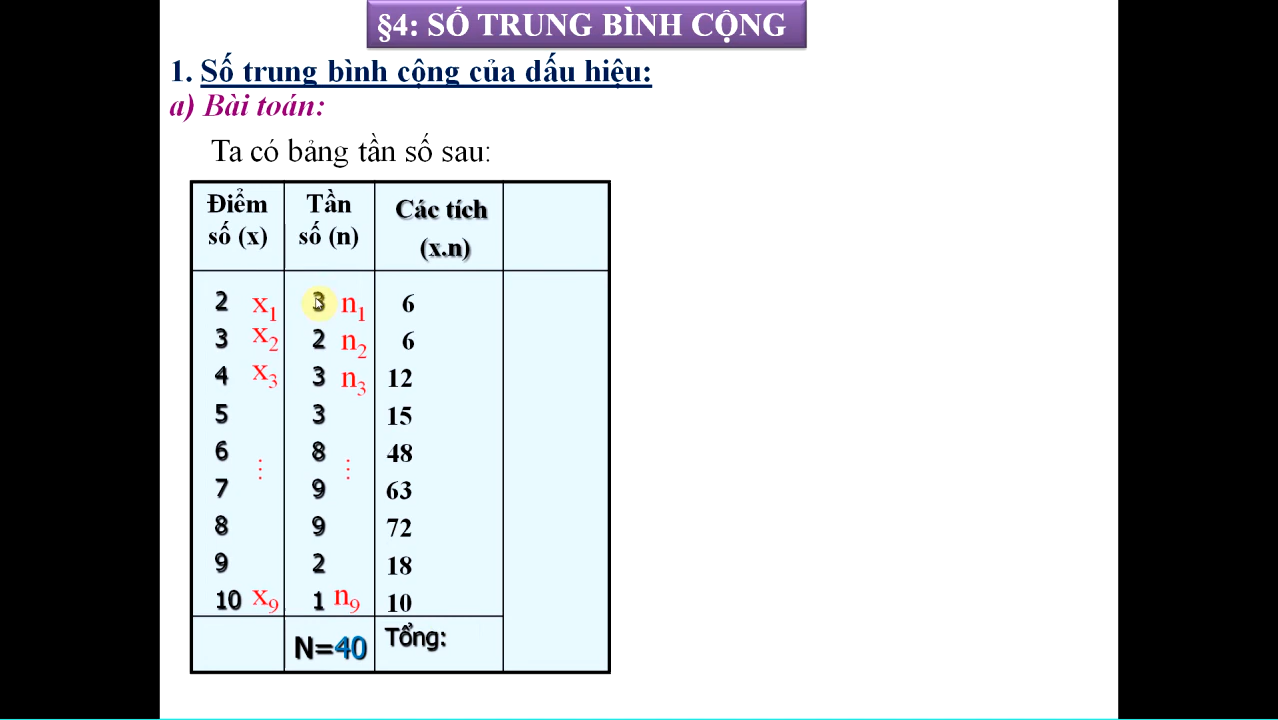 §4: SỐ TRUNG BÌNH CỘNG
1. Số trung bình cộng của dấu hiệu:
a) Bài toán:
Ta có bảng tần số sau:
Điểm số (x) Tần số (n) Các tích (x.n)
2 x1 3 n1 6
3 x2 2 n2 6
4 x3 3 n3 12
5 3 15
6 8 48
⋮ ⋮
7 9 63
8 9 72
9 2 18
10 x9 1 n9 10
N=40 Tổng: